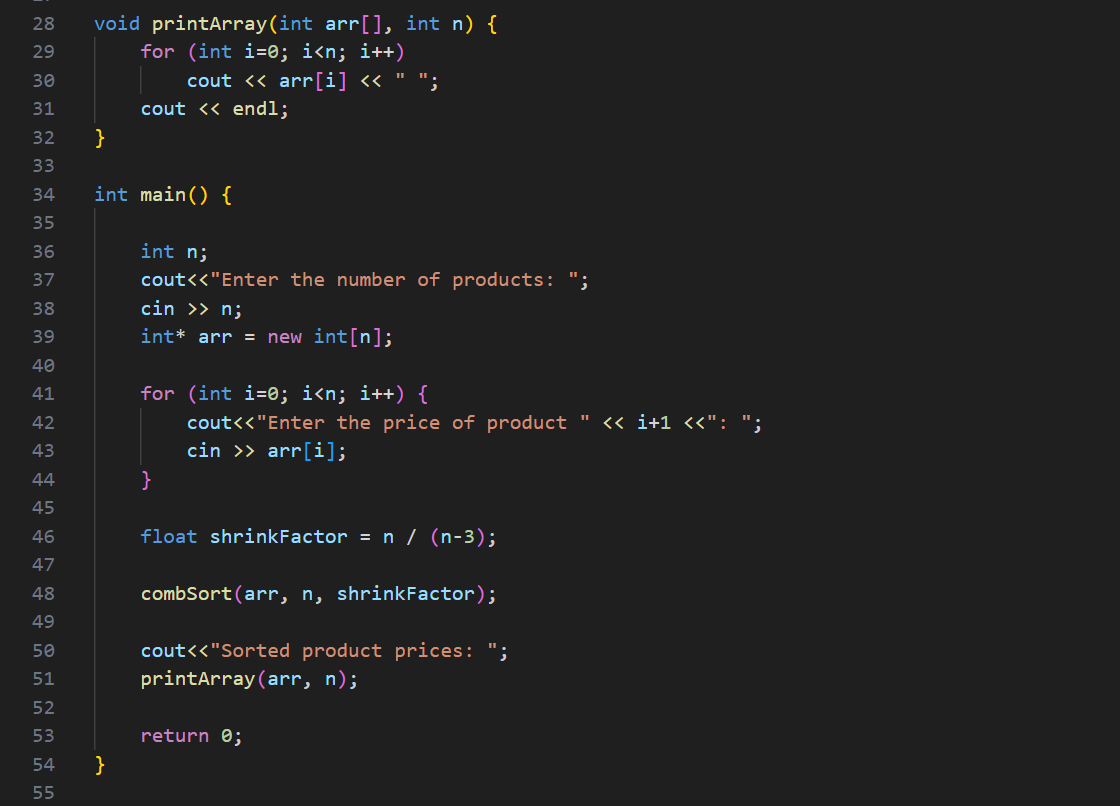 28 void printArray(int arr[], int n) {
29     for (int i=0; i<n; i++)
30         cout << arr[i] << " ";
31     cout << endl;
32 }
33
34 int main() {
35
36     int n;
37     cout<<"Enter the number of products: ";
38     cin >> n;
39     int* arr = new int[n];
40
41     for (int i=0; i<n; i++) {
42         cout<<"Enter the price of product " << i+1 <<": ";
43         cin >> arr[i];
44     }
45
46     float shrinkFactor = n / (n-3);
47
48     combSort(arr, n, shrinkFactor);
49
50     cout<<"Sorted product prices: ";
51     printArray(arr, n);
52
53     return 0;
54 }
55